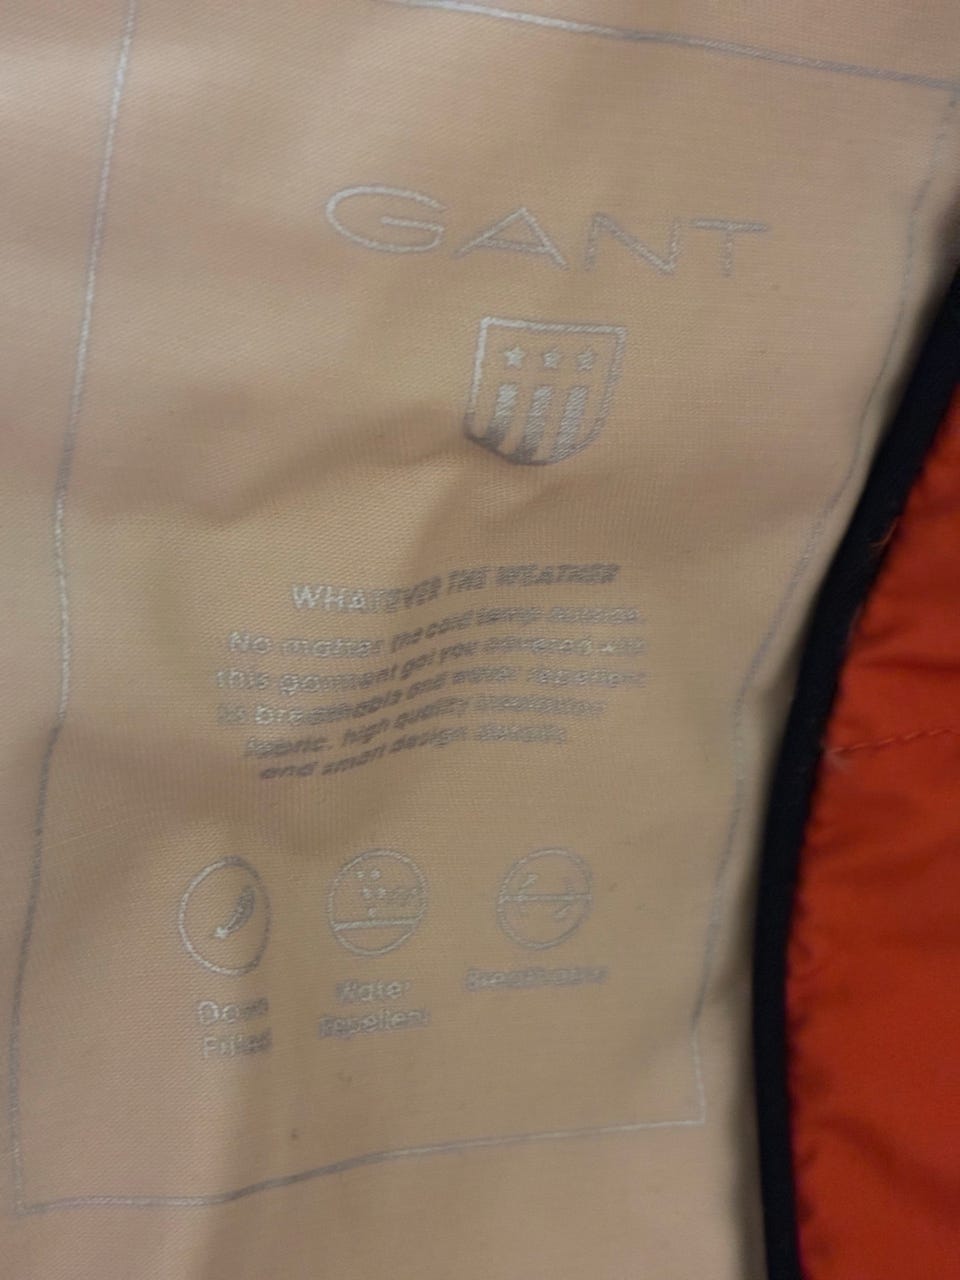 GANT
WHATEVER THE WEATHER
No matter the cold temp outside,
this garment got you covered with
its breathable and water repellent
fabric, high quality insulation
and smart design details.
Down
Filled
Water
Repellent
Breathable